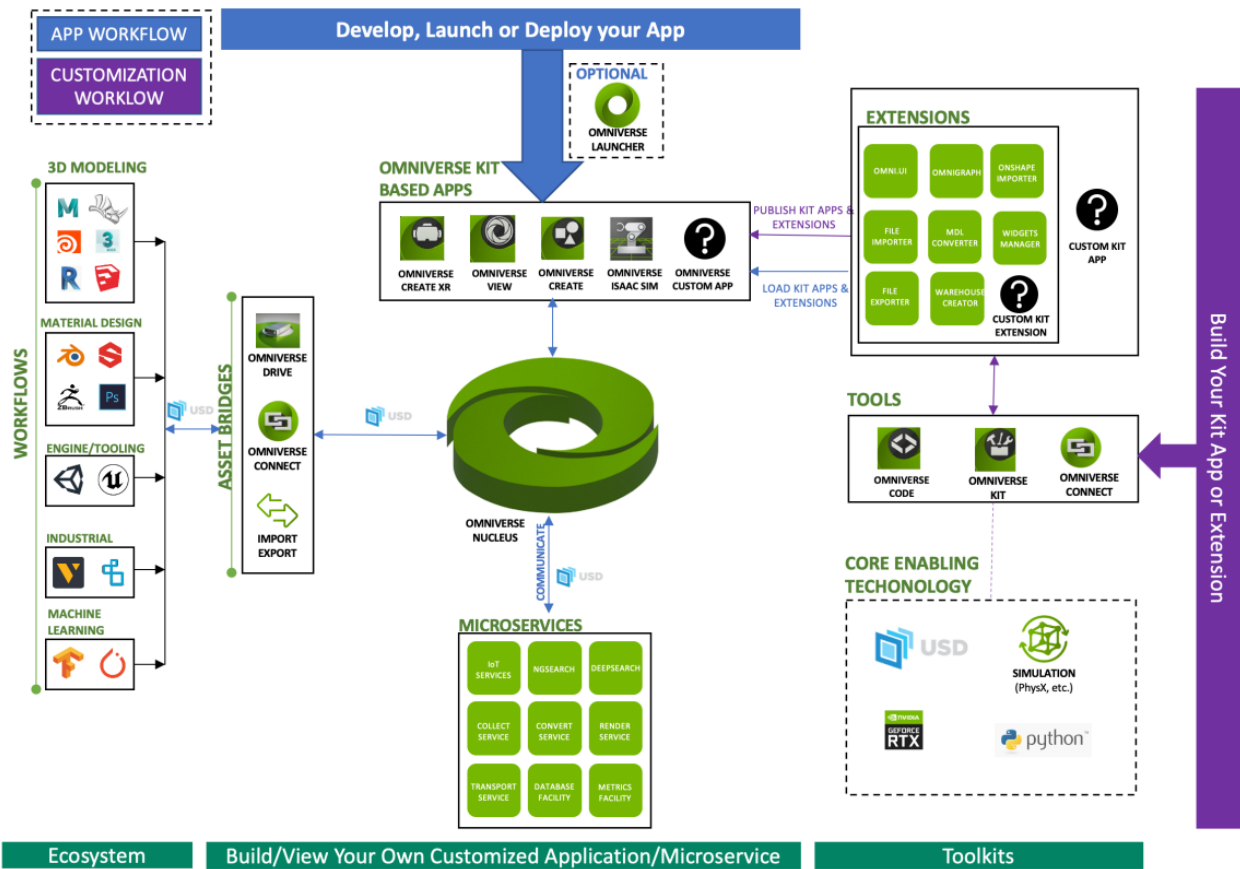 APP WORKFLOW
CUSTOMIZATION
WORKLOW
Develop, Launch or Deploy your App
OPTIONAL
OMNIVERSE
LAUNCHER
3D MODELING
M
3
R
MATERIAL DESIGN
ZBRUSH
Ps
ENGINE/TOOLING
INDUSTRIAL
MACHINE
LEARNING
WORKFLOWS
USD
ASSET BRIDGES
OMNIVERSE
DRIVE
OMNIVERSE
CONNECT
IMPORT
EXPORT
USD
OMNIVERSE KIT
BASED APPS
OMNIVERSE
CREATE XR
OMNIVERSE
VIEW
OMNIVERSE
CREATE
OMNIVERSE
ISAAC SIM
?
OMNIVERSE
CUSTOM APP
PUBLISH KIT APPS &
EXTENSIONS
LOAD KIT APPS &
EXTENSIONS
OMNIVERSE
NUCLEUS
COMMUNICATE
USD
MICROSERVICES
IoT
SERVICES
NGSEARCH
DEEPSEARCH
COLLECT
SERVICE
CONVERT
SERVICE
RENDER
SERVICE
TRANSPORT
SERVICE
DATABASE
FACILITY
METRICS
FACILITY
EXTENSIONS
OMNI.UI
OMNIGRAPH
ONSHAPE
IMPORTER
FILE
IMPORTER
MDL
CONVERTER
WIDGETS
MANAGER
FILE
EXPORTER
WAREHOUSE
CREATOR
?
CUSTOM KIT
EXTENSION
?
CUSTOM KIT
APP
TOOLS
OMNIVERSE
CODE
OMNIVERSE
KIT
OMNIVERSE
CONNECT
CORE ENABLING
TECHONOLOGY
USD
SIMULATION
(PhysX, etc.)
NVIDIA
GEFORCE
RTX
python™
Build Your Kit App or Extension
Ecosystem
Build/View Your Own Customized Application/Microservice
Toolkits